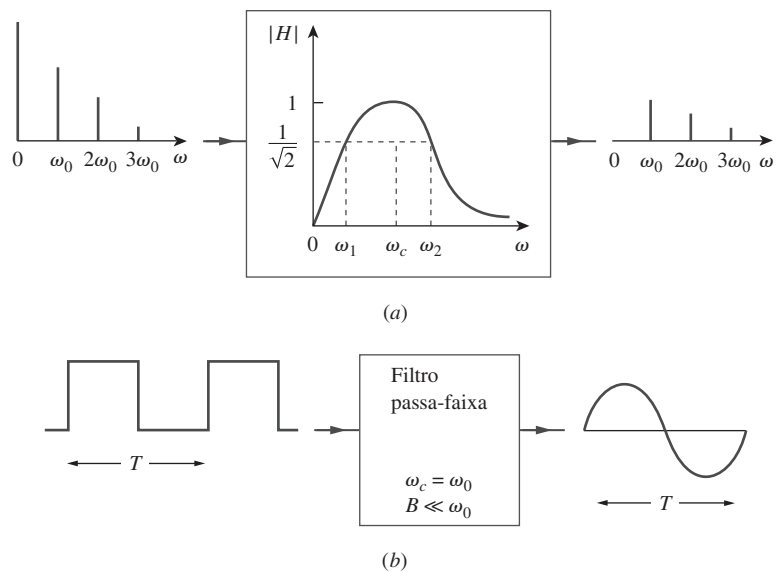 |H|
1
1
√2
0 ω₀ 2ω₀ 3ω₀ ω
0 ω₁ ω_c ω₂ ω
0 ω₀ 2ω₀ 3ω₀ ω
(a)
Filtro
passa-faixa
T
ω_c = ω₀
B ≪ ω₀
T
(b)